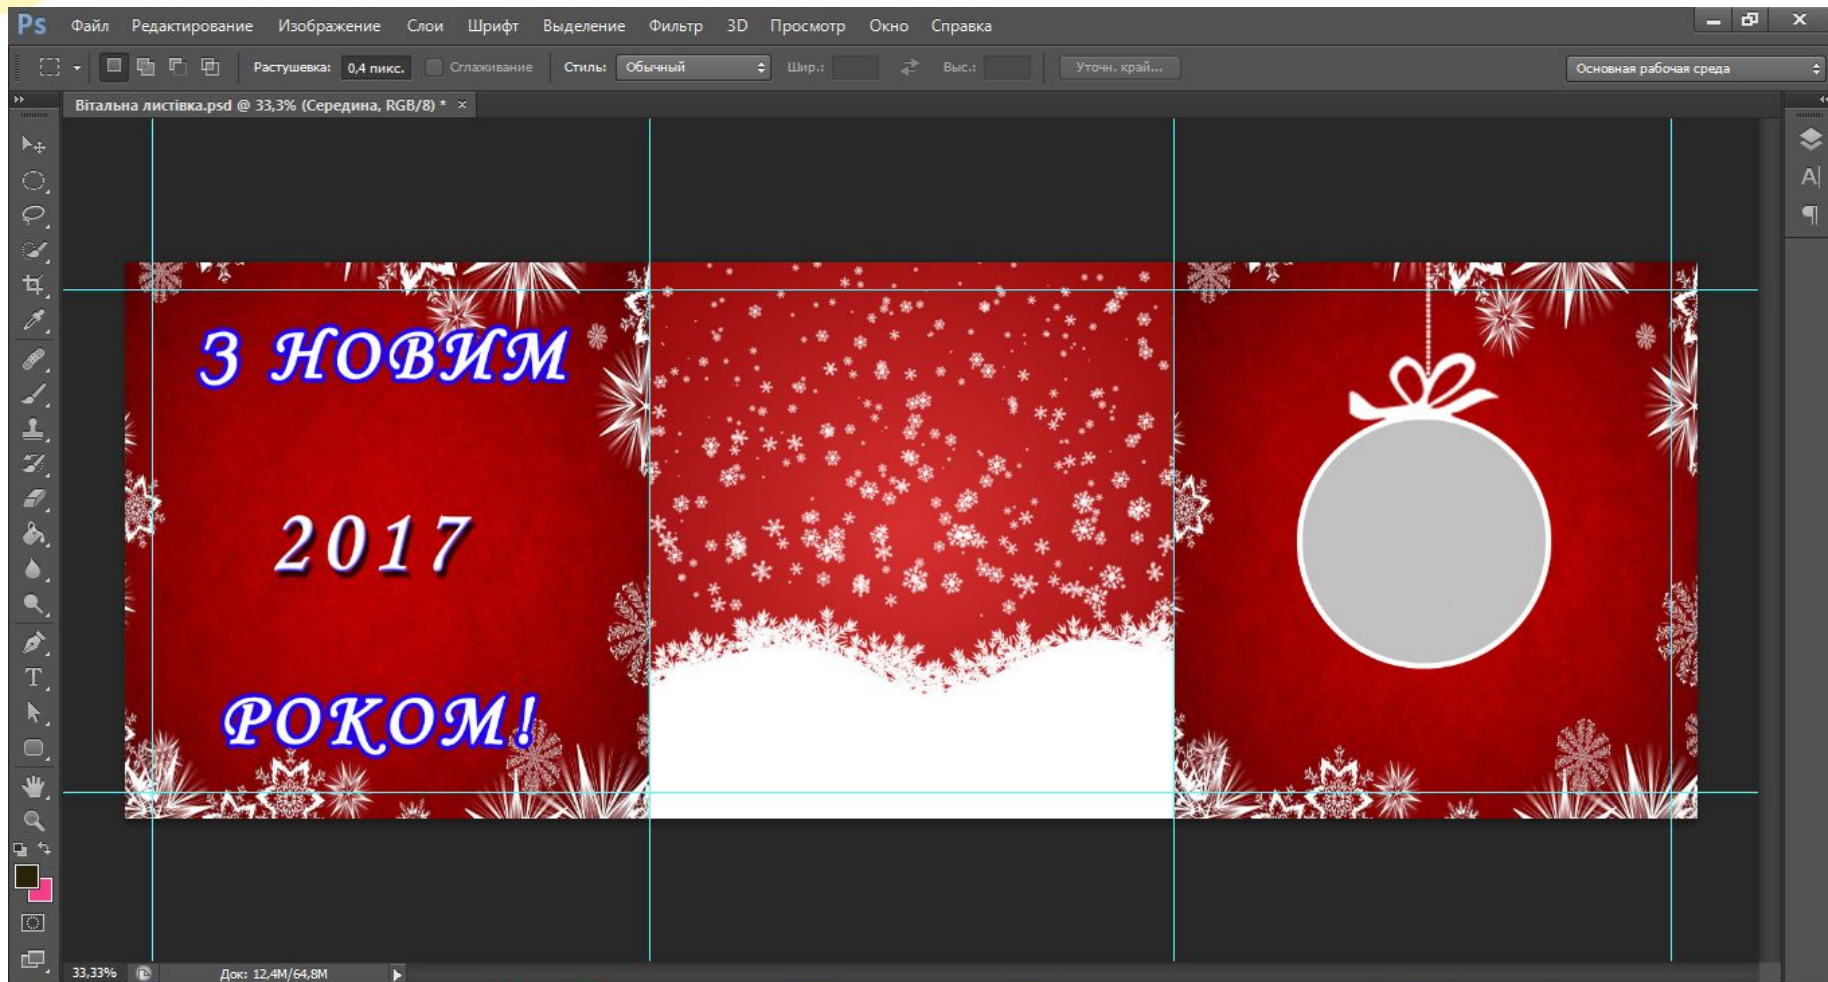 Ps Файл Редактирование Изображение Слои Шрифт Выделение Фильтр 3D Просмотр Окно Справка
Растушевка: 0,4 пикс. Сглаживание Стиль: Обычный Шир.: Выс.: Уточн. край... Основная рабочая среда
Вітальна листівка.psd @ 33,3% (Середина, RGB/8) * ×
З НОВИМ
2017
РОКОМ!
33,33% Док: 12,4M/64,8M